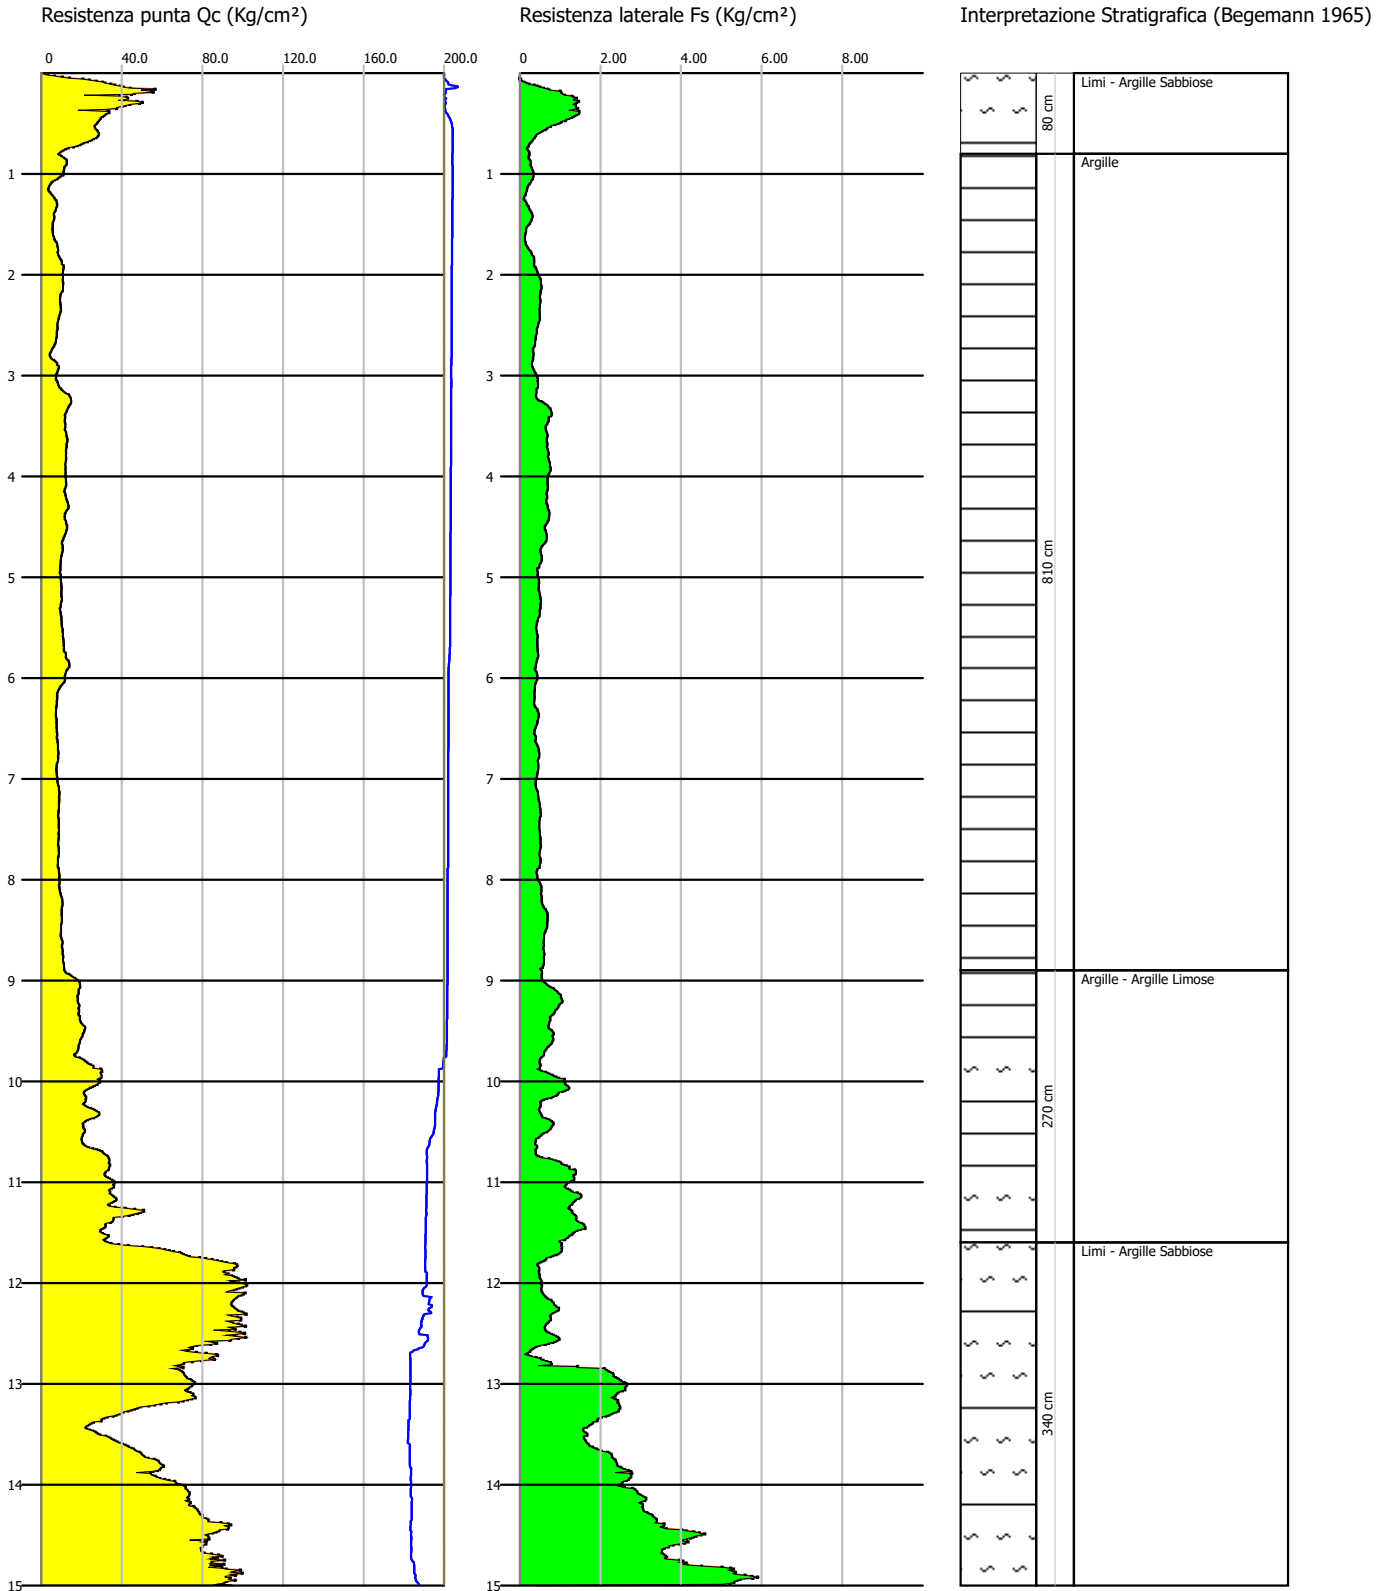 Resistenza punta Qc (Kg/cm²)
Resistenza laterale Fs (Kg/cm²)
Interpretazione Stratigrafica (Begemann 1965)
0 40.0 80.0 120.0 160.0 200.0
0 2.00 4.00 6.00 8.00
1
2
3
4
5
6
7
8
9
10
11
12
13
14
15
1
2
3
4
5
6
7
8
9
10
11
12
13
14
15
80 cm
Limi - Argille Sabbiose
810 cm
Argille
270 cm
Argille - Argille Limose
340 cm
Limi - Argille Sabbiose